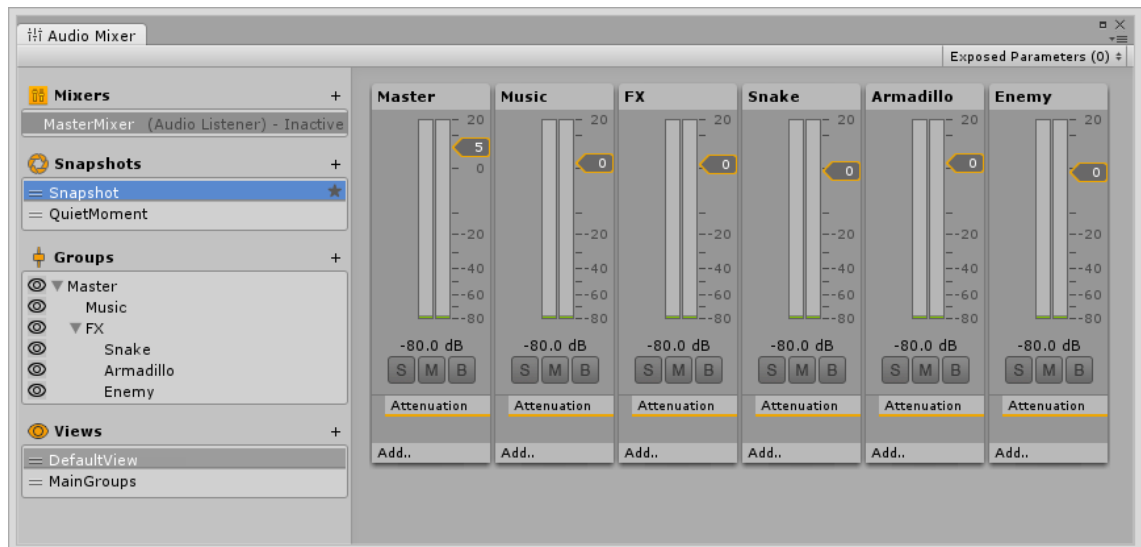 Audio Mixer
Exposed Parameters (0)
Mixers +
MasterMixer (Audio Listener) - Inactive
Snapshots +
Snapshot
QuietMoment
Groups +
Master
Music
FX
Snake
Armadillo
Enemy
Views +
DefaultView
MainGroups
Master Music FX Snake Armadillo Enemy
20 20 20 20 20 20
5 0 0 0 0 0
0
-20 -20 -20 -20 -20 -20
-40 -40 -40 -40 -40 -40
-60 -60 -60 -60 -60 -60
-80 -80 -80 -80 -80 -80
-80.0 dB -80.0 dB -80.0 dB -80.0 dB -80.0 dB -80.0 dB
S M B S M B S M B S M B S M B S M B
Attenuation Attenuation Attenuation Attenuation Attenuation Attenuation
Add.. Add.. Add.. Add.. Add.. Add..